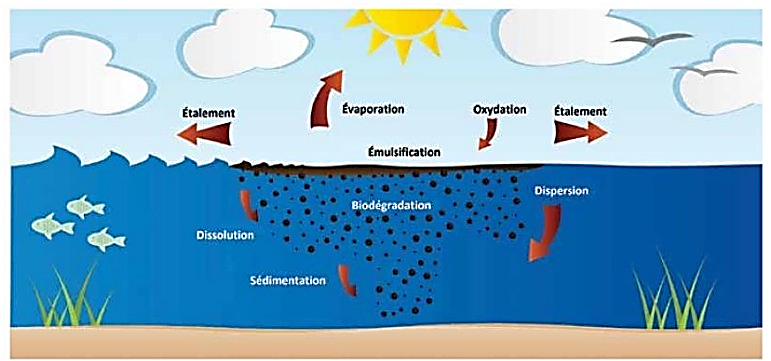 Étalement
Évaporation
Oxydation
Étalement
Émulsification
Dispersion
Biodégradation
Dissolution
Sédimentation